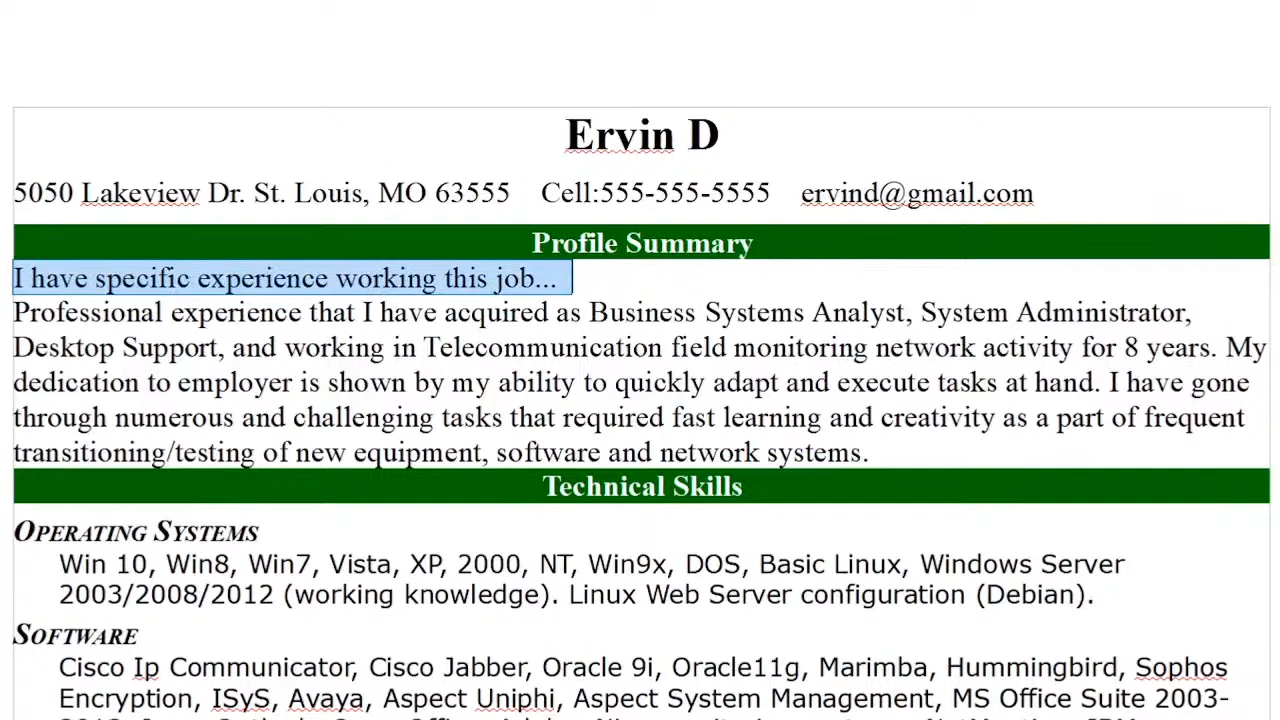 Ervin D
5050 Lakeview Dr. St. Louis, MO 63555 Cell:555-555-5555 ervind@gmail.com
Profile Summary
I have specific experience working this job...
Professional experience that I have acquired as Business Systems Analyst, System Administrator,
Desktop Support, and working in Telecommunication field monitoring network activity for 8 years. My
dedication to employer is shown by my ability to quickly adapt and execute tasks at hand. I have gone
through numerous and challenging tasks that required fast learning and creativity as a part of frequent
transitioning/testing of new equipment, software and network systems.
Technical Skills
OPERATING SYSTEMS
Win 10, Win8, Win7, Vista, XP, 2000, NT, Win9x, DOS, Basic Linux, Windows Server
2003/2008/2012 (working knowledge). Linux Web Server configuration (Debian).
SOFTWARE
Cisco Ip Communicator, Cisco Jabber, Oracle 9i, Oracle11g, Marimba, Hummingbird, Sophos
Encryption, ISyS, Avaya, Aspect Uniphi, Aspect System Management, MS Office Suite 2003-